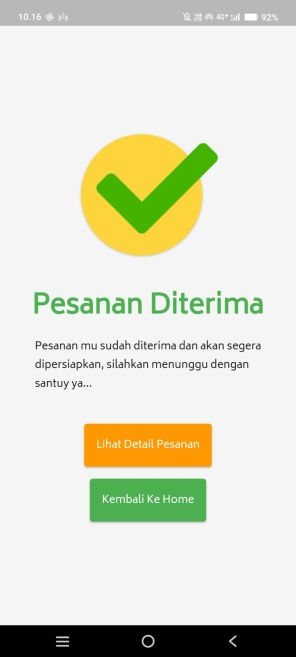 10.16
4G+
92%
Pesanan Diterima
Pesanan mu sudah diterima dan akan segera
dipersiapkan, silahkan menunggu dengan
santuy ya...
Lihat Detail Pesanan
Kembali Ke Home